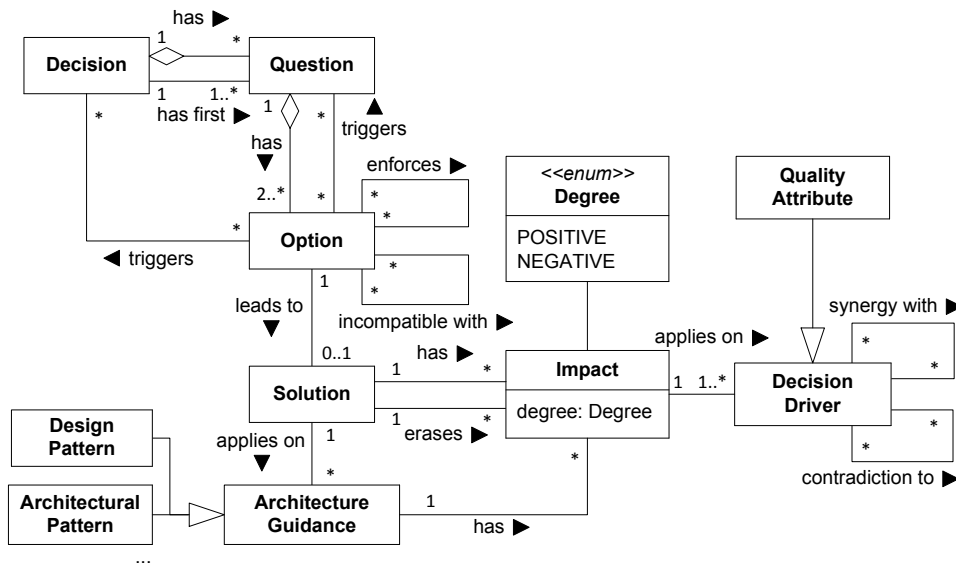 has ►
1
*
Decision
Question
1
1..*
has first ►
1
*
*
▲
triggers
has
▼
enforces ►
2..*
*
*
*
*
Option
◄ triggers
*
*
1
incompatible with ►
leads to
▼
0..1
<<enum>>
Degree
POSITIVE
NEGATIVE
Quality
Attribute
synergy with ►
*
*
applies on ►
has ►
1
*
Solution
Impact
degree: Degree
1
1..*
Decision
Driver
1
*
erases ►
*
*
contradiction to ►
Design
Pattern
applies on
▼
1
*
*
Architectural
Pattern
Architecture
Guidance
1
has ►
...